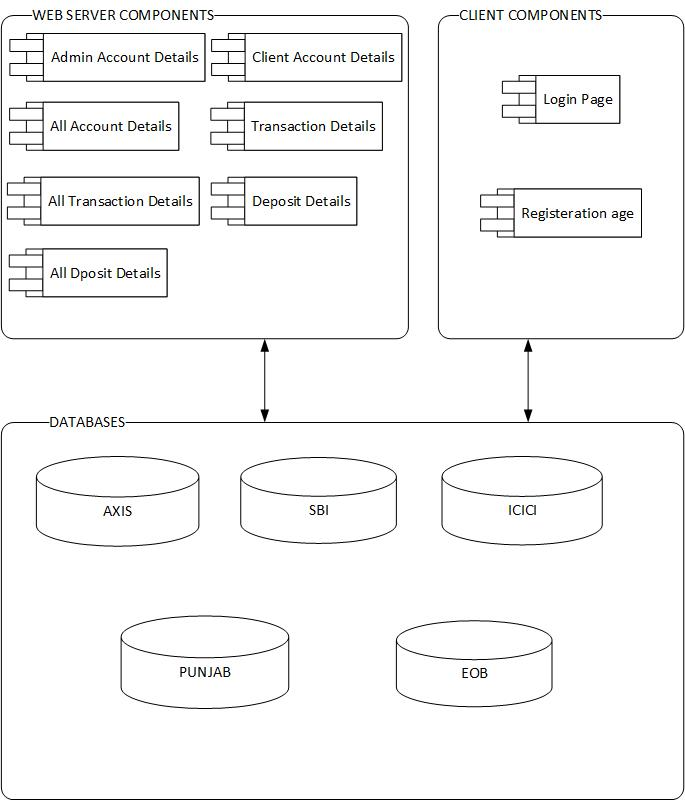 WEB SERVER COMPONENTS
Admin Account Details
Client Account Details
All Account Details
Transaction Details
All Transaction Details
Deposit Details
All Dposit Details
CLIENT COMPONENTS
Login Page
Registeration age
DATABASES
AXIS
SBI
ICICI
PUNJAB
EOB